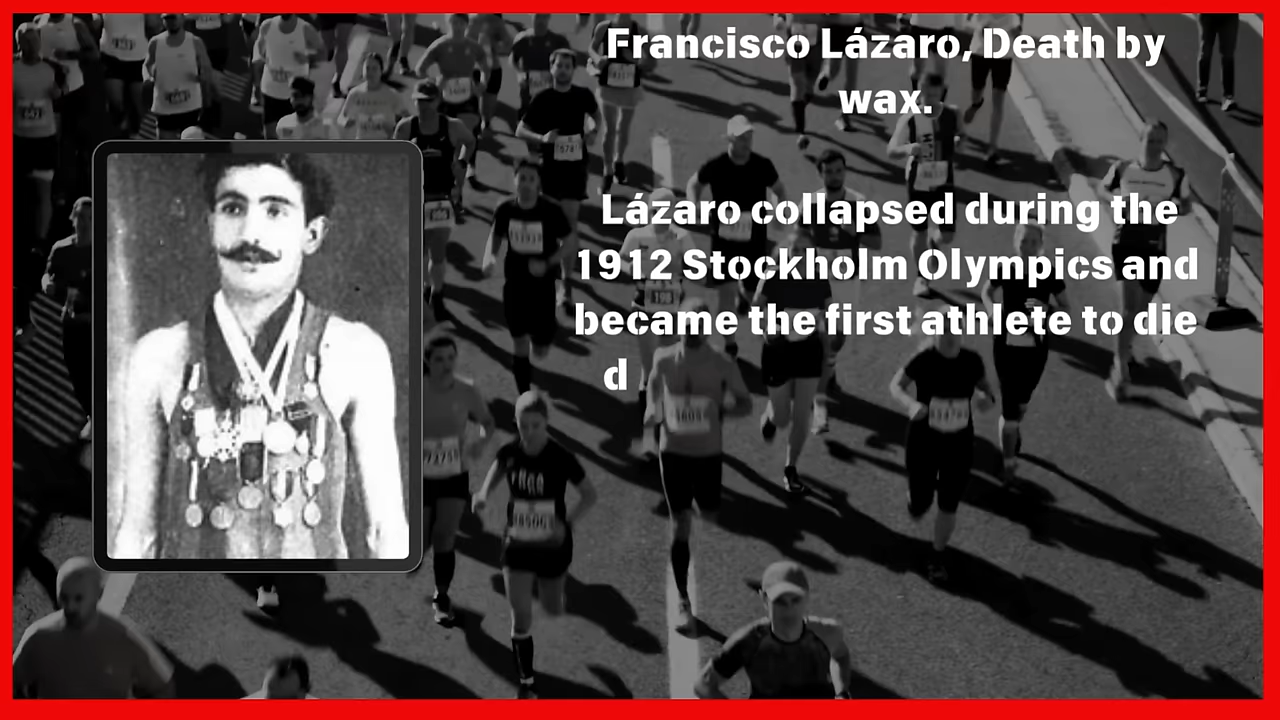 Francisco Lázaro, Death by
wax.
Lázaro collapsed during the
1912 Stockholm Olympics and
became the first athlete to die
d